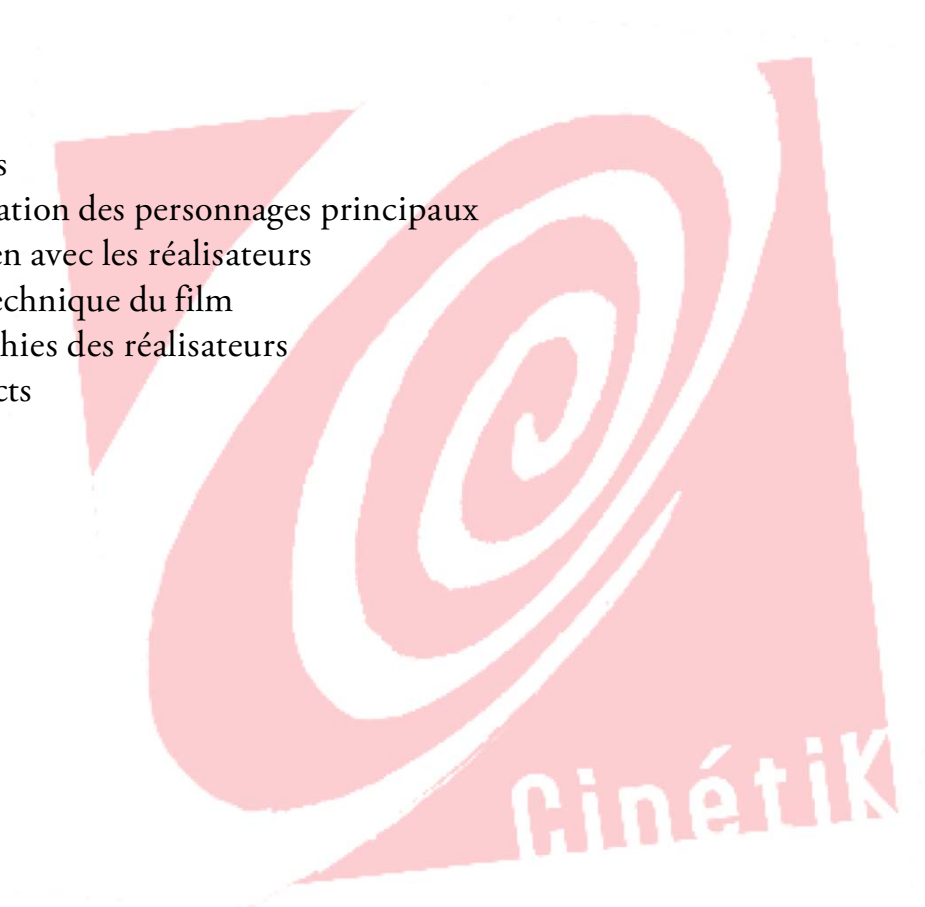 s
ation des personnages principaux
en avec les réalisateurs
echnique du film
hies des réalisateurs
cts
CinétiK